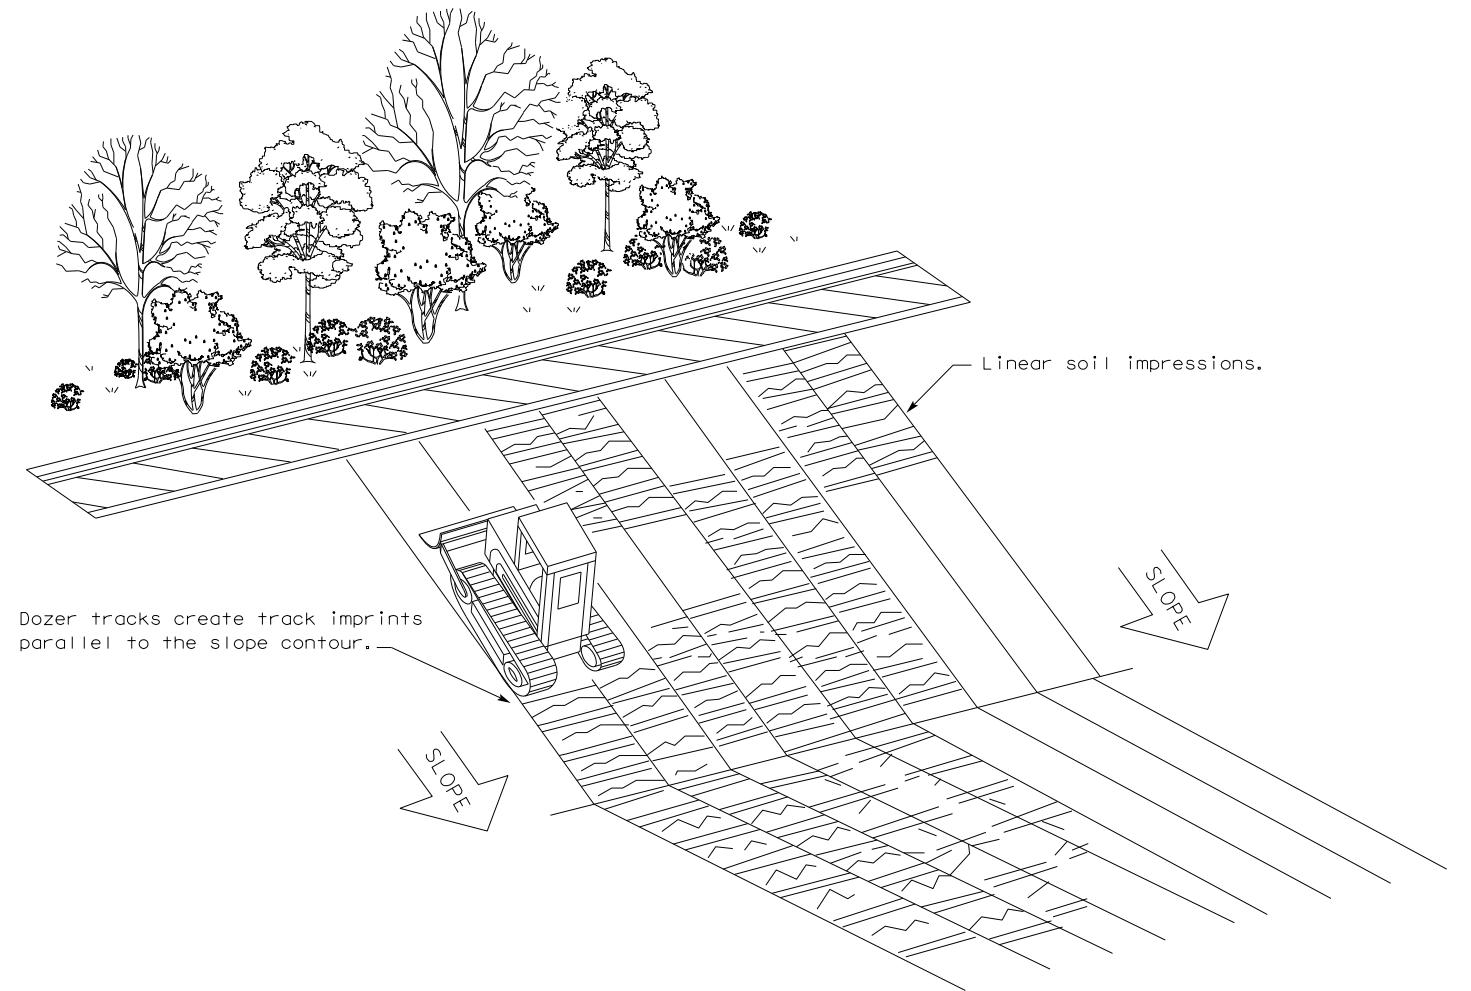 Linear soil impressions.
SLOPE
Dozer tracks create track imprints
parallel to the slope contour.
SLOPE